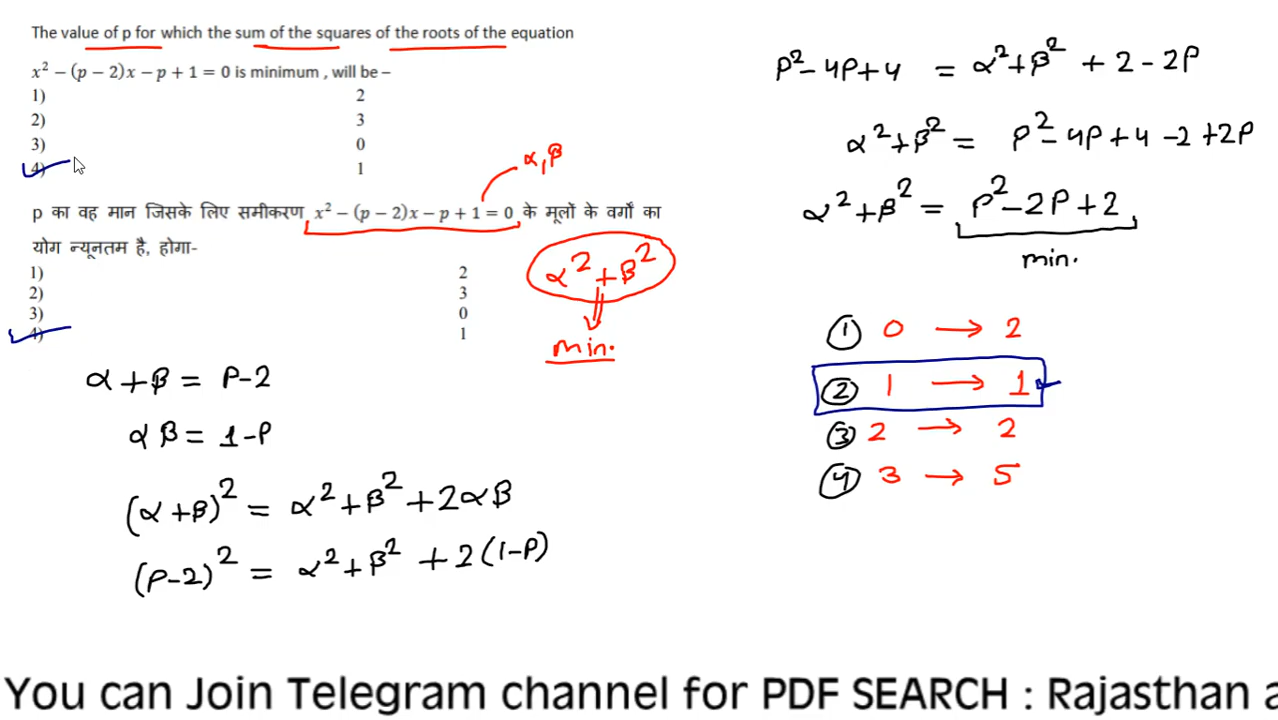 The value of p for which the sum of the squares of the roots of the equation
x² − (p − 2)x − p + 1 = 0 is minimum , will be –
1) 2
2) 3
3) 0
4) 1
p का वह मान जिसके लिए समीकरण x² − (p − 2)x − p + 1 = 0 के मूलों के वर्गों का
योग न्यूनतम है, होगा-
1) 2
2) 3
3) 0
4) 1
α, β
α² + β²
min.
α + β = P-2
αβ = 1-P
(α + β)² = α² + β² + 2αβ
(P-2)² = α² + β² + 2(1-P)
P² - 4P + 4 = α² + β² + 2 - 2P
α² + β² = P² - 4P + 4 - 2 + 2P
α² + β² = P² - 2P + 2
min.
① 0 → 2
② 1 → 1
③ 2 → 2
④ 3 → 5
You can Join Telegram channel for PDF SEARCH : Rajasthan a